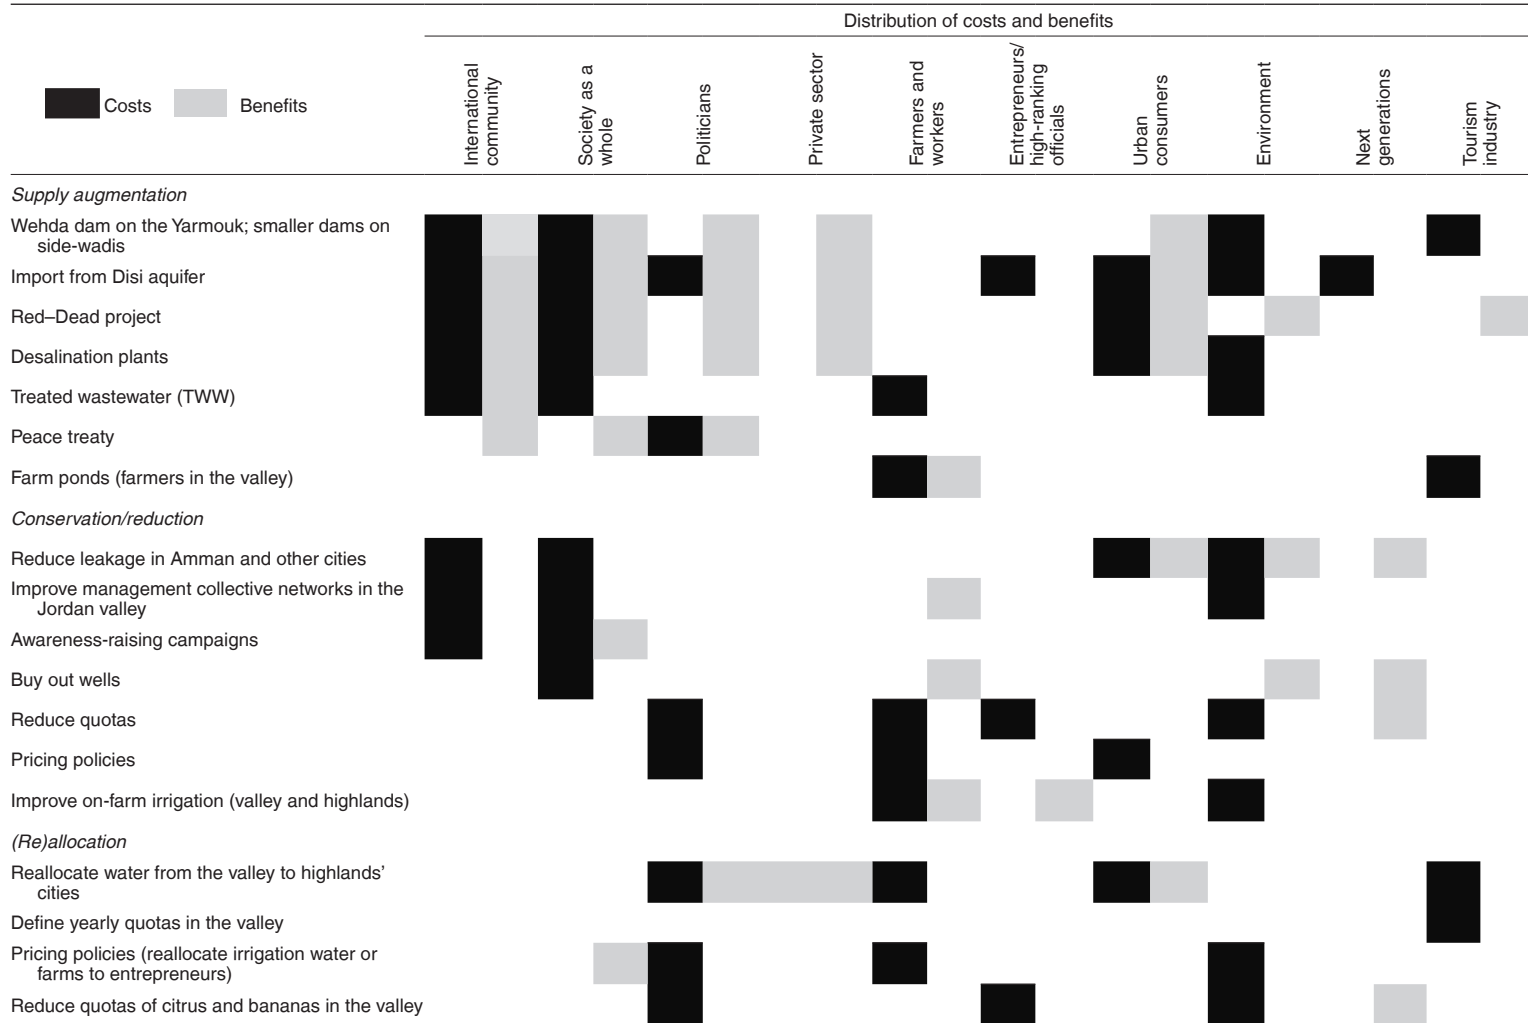 Distribution of costs and benefits
Costs
Benefits
International
community
Society as a
whole
Politicians
Private sector
Farmers and
workers
Entrepreneurs/
high-ranking
officials
Urban
consumers
Environment
Next
generations
Tourism
industry
Supply augmentation
Wehda dam on the Yarmouk; smaller dams on
side-wadis
Import from Disi aquifer
Red–Dead project
Desalination plants
Treated wastewater (TWW)
Peace treaty
Farm ponds (farmers in the valley)
Conservation/reduction
Reduce leakage in Amman and other cities
Improve management collective networks in the
Jordan valley
Awareness-raising campaigns
Buy out wells
Reduce quotas
Pricing policies
Improve on-farm irrigation (valley and highlands)
(Re)allocation
Reallocate water from the valley to highlands’
cities
Define yearly quotas in the valley
Pricing policies (reallocate irrigation water or
farms to entrepreneurs)
Reduce quotas of citrus and bananas in the valley